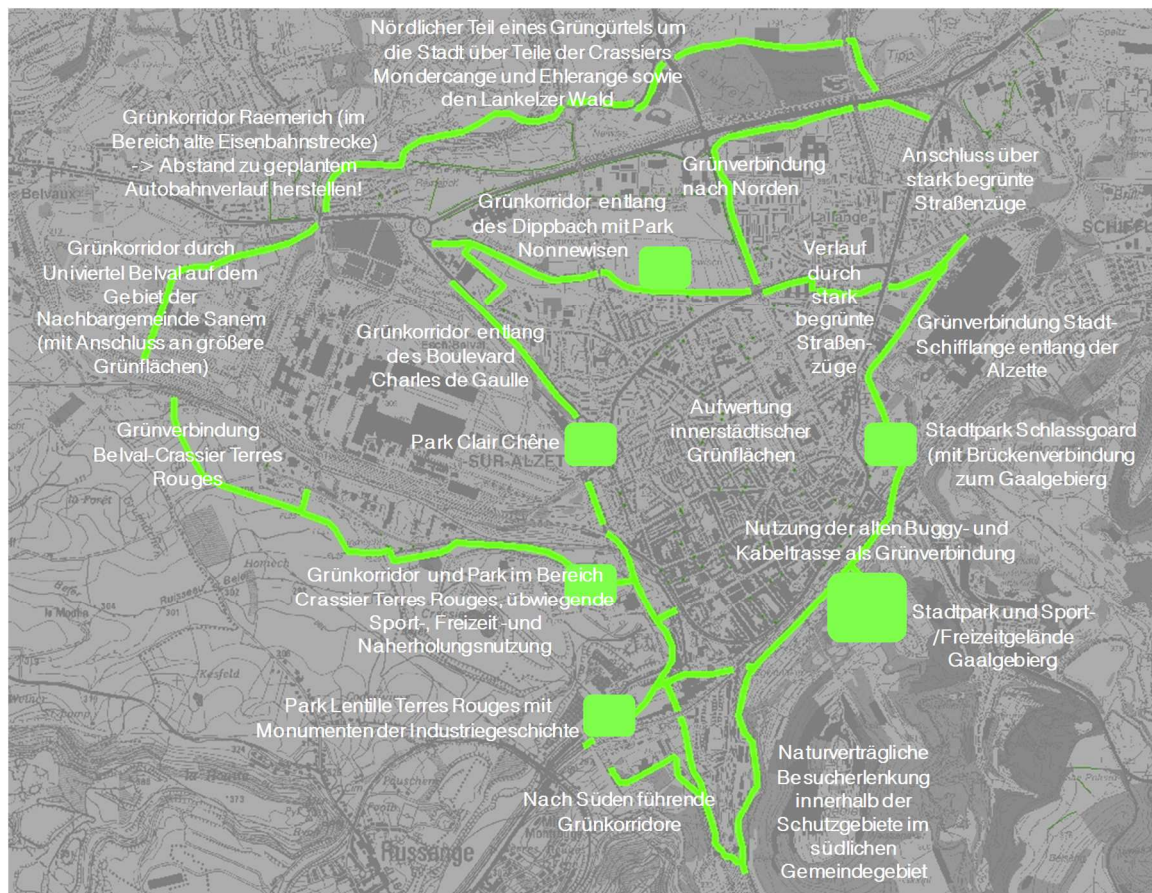 Nördlicher Teil eines Grüngürtels um
die Stadt über Teile der Crassiers
Mondercange und Ehlerange sowie
den Lankelzer Wald
Grünkorridor Raemerich (im
Bereich alte Eisenbahnstrecke)
-> Abstand zu geplantem
Autobahnverlauf herstellen!
Grünverbindung
nach Norden
Anschluss über
stark begrünte
Straßenzüge
Belvaux
Grünkorridor entlang
des Dippbach mit Park
Nonnewisen
Lallange
SCHIFFL
Grünkorridor durch
Univiertel Belval auf dem
Gebiet der
Nachbargemeinde Sanem
(mit Anschluss an größere
Grünflächen)
Verlauf
durch
stark
begrünte
Straßen-
züge
Grünkorridor entlang
des Boulevard
Charles de Gaulle
Grünverbindung Stadt-
Schifflange entlang der
Alzette
Grünverbindung
Belval-Crassier Terres
Rouges
Park Clair Chêne
-SUR-ALZET
Aufwertung
innerstädtischer
Grünflächen
Stadtpark Schlassgoard
(mit Brückenverbindung
zum Gaalgebierg)
Nutzung der alten Buggy- und
Kabeltrasse als Grünverbindung
Grünkorridor und Park im Bereich
Crassier Terres Rouges, übwiegende
Sport-, Freizeit -und
Naherholungsnutzung
Stadtpark und Sport-
/Freizeitgelände
Gaalgebierg
Park Lentille Terres Rouges mit
Monumenten der Industriegeschichte
Nach Süden führende
Grünkorridore
Naturverträgliche
Besucherlenkung
innerhalb der
Schutzgebiete im
südlichen
Gemeindegebiet
Russange